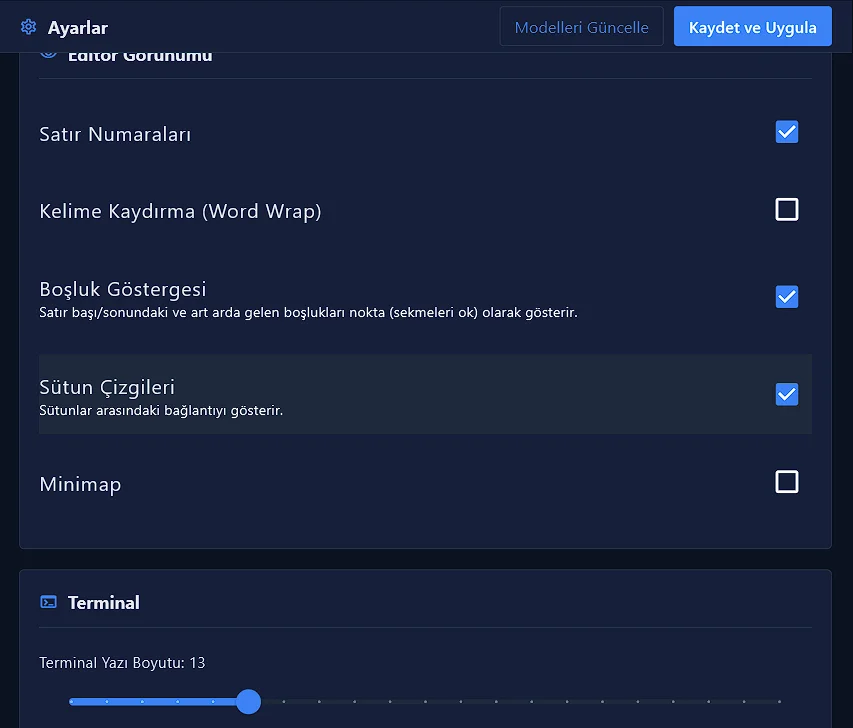 Ayarlar
Modelleri Güncelle
Kaydet ve Uygula
Editör Görünümü
Satır Numaraları
Kelime Kaydırma (Word Wrap)
Boşluk Göstergesi
Satır başı/sonundaki ve art arda gelen boşlukları nokta (sekmeleri ok) olarak gösterir.
Sütun Çizgileri
Sütunlar arasındaki bağlantıyı gösterir.
Minimap
Terminal
Terminal Yazı Boyutu: 13